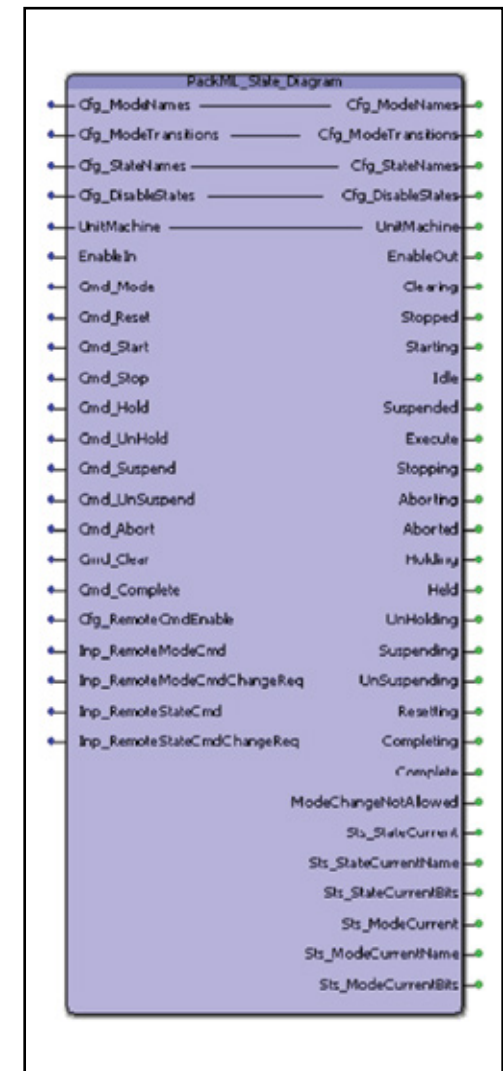 PackML_State_Diagram
Cfg_ModeNames Cfg_ModeNames
Cfg_ModeTransitions Cfg_ModeTransitions
Cfg_StateNames Cfg_StateNames
Cfg_DisableStates Cfg_DisableStates
UnitMachine UnitMachine
EnableIn EnableOut
Cmd_Mode Clearing
Cmd_Reset Stopped
Cmd_Start Starting
Cmd_Stop Idle
Cmd_Hold Suspended
Cmd_UnHold Execute
Cmd_Suspend Stopping
Cmd_UnSuspend Aborting
Cmd_Abort Aborted
Cmd_Clear Holding
Cmd_Complete Held
Cfg_RemoteCmdEnable UnHolding
Inp_RemoteModeCmd Suspending
Inp_RemoteModeCmdChangeReq UnSuspending
Inp_RemoteStateCmd Resetting
Inp_RemoteStateCmdChangeReq Completing
Complete
ModeChangeNotAllowed
Sts_StateCurrent
Sts_StateCurrentName
Sts_StateCurrentBits
Sts_ModeCurrent
Sts_ModeCurrentName
Sts_ModeCurrentBits